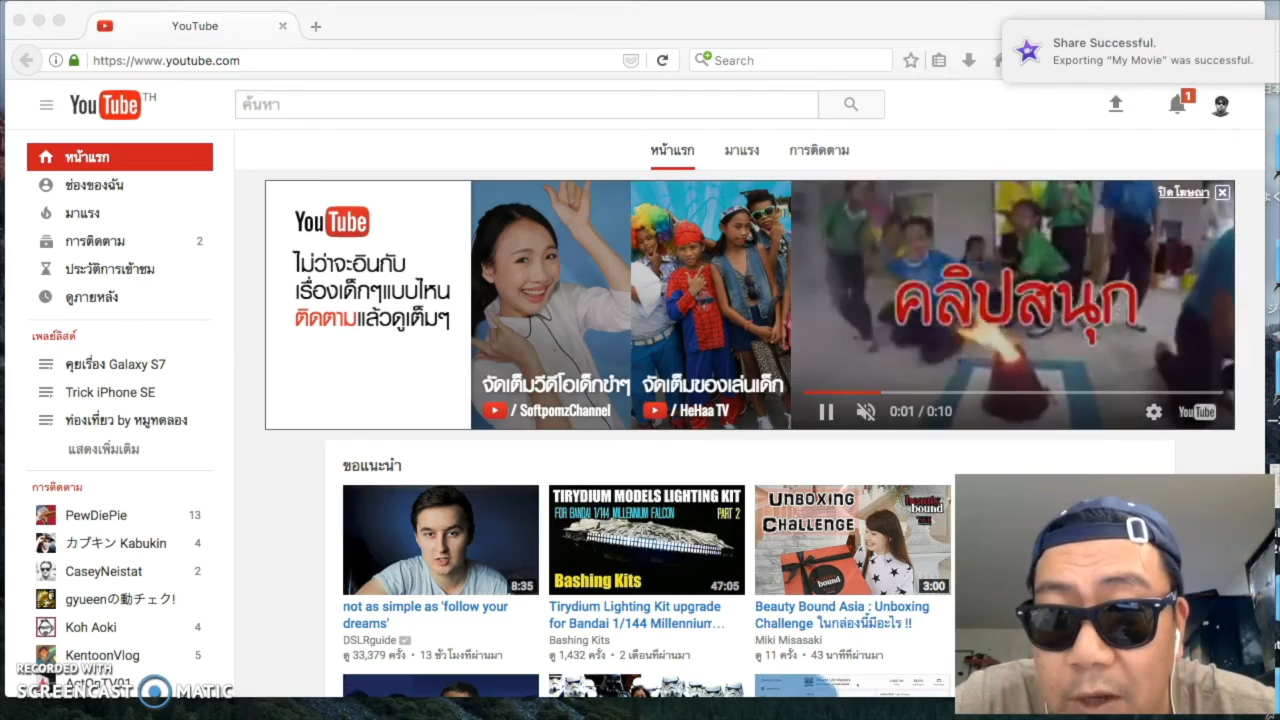 YouTube
https://www.youtube.com
Search
Share Successful.
Exporting "My Movie" was successful.
YouTube TH
ค้นหา
1
หน้าแรก
ช่องของฉัน
มาแรง
การติดตาม 2
ประวัติการเข้าชม
ดูภายหลัง
เพลย์ลิสต์
คุยเรื่อง Galaxy S7
Trick iPhone SE
ท่องเที่ยว by หมูทดลอง
แสดงเพิ่มเติม
การติดตาม
PewDiePie 13
カブキン Kabukin 4
CaseyNeistat 2
gyueenの動チェク!
Koh Aoki 4
KentoonVlog 5
RECORDED WITH
SCREENCAST MATIC
หน้าแรก มาแรง การติดตาม
YouTube
ไม่ว่าจะอินกับ
เรื่องเด็กๆแบบไหน
ติดตามแล้วดูเต็มๆ
จัดเต็มวีดีโอเด็กขำๆ
/ SoftpomzChannel
จัดเต็มของเล่นเด็ก
/ HeHaa TV
ปิดโฆษณา
คลิปสนุก
0:01 / 0:10
YouTube
ขอแนะนำ
8:35
not as simple as 'follow your
dreams'
DSLRguide
ดู 33,379 ครั้ง • 13 ชั่วโมงที่ผ่านมา
TIRYDIUM MODELS LIGHTING KIT
FOR BANDAI 1/144 MILLENNIUM FALCON PART 2
Bashing Kits
47:05
Tirydium Lighting Kit upgrade
for Bandai 1/144 Millennium…
Bashing Kits
ดู 1,432 ครั้ง • 2 เดือนที่ผ่านมา
UNBOXING
CHALLENGE
beauty
bound
bound
3:00
Beauty Bound Asia : Unboxing
Challenge ในกล่องนี้มีอะไร !!
Miki Misasaki
ดู 11 ครั้ง • 43 นาทีที่ผ่านมา